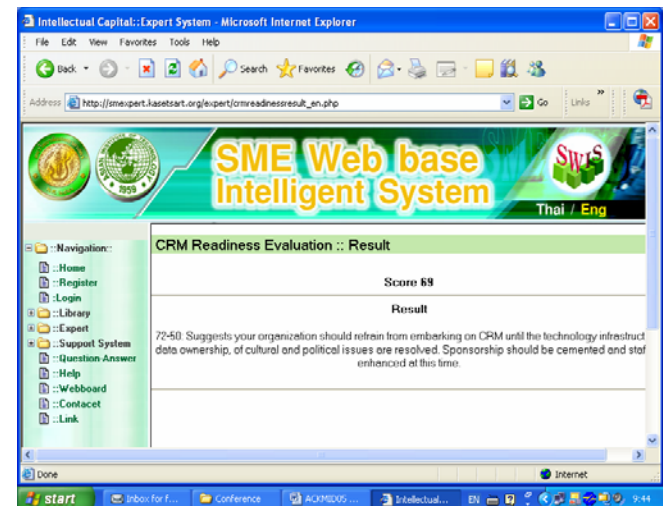 Intellectual Capital::Expert System - Microsoft Internet Explorer
File Edit View Favorites Tools Help
Back Search Favorites
Address http://smexpert.kasetsart.org/expert/crmreadinessresult_en.php Go Links
1959
SME Web base
Intelligent System
SWIS
Thai / Eng
::Navigation::
::Home
::Register
:Login
::Library
::Expert
::Support System
::Question-Answer
::Help
::Webboard
::Contacet
::Link
CRM Readiness Evaluation :: Result
Score 69
Result
72-50. Suggests your organization should refrain from embarking on CRM until the technology infrastruct
data ownership, of cultural and political issues are resolved. Sponsorship should be cemented and staf
enhanced at this time.
Done Internet
start Inbox for f... Conference ACKMIDS05 ... Intellectual... EN 9:44